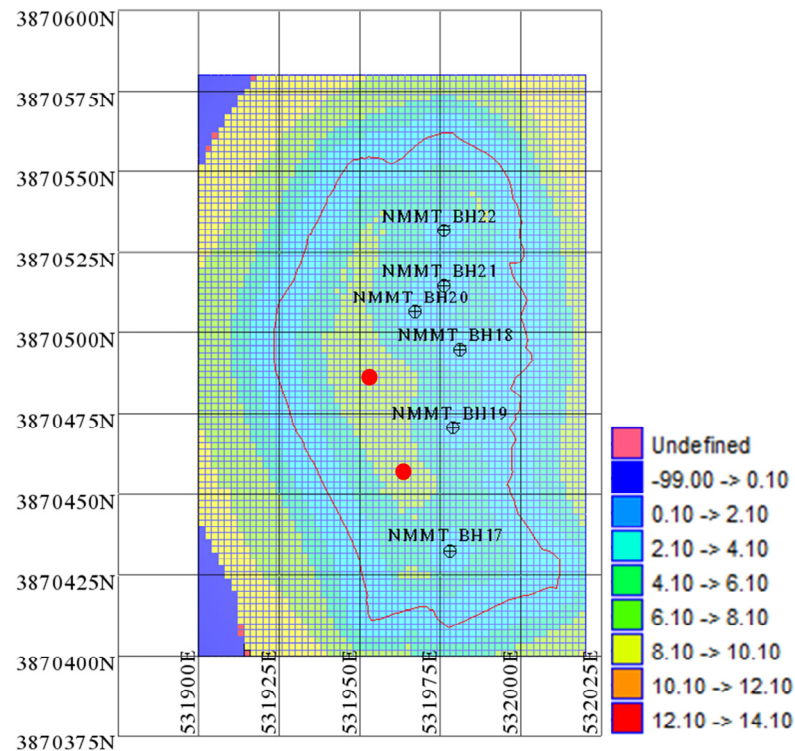 3870600N
3870575N
3870550N
NMMT_BH22
3870525N
NMMT_BH21
NMMT_BH20
3870500N
NMMT_BH18
3870475N
NMMT_BH19
3870450N
NMMT_BH17
3870425N
3870400N
3870375N
531900E
531925E
531950E
531975E
532000E
532025E
Undefined
-99.00 -> 0.10
0.10 -> 2.10
2.10 -> 4.10
4.10 -> 6.10
6.10 -> 8.10
8.10 -> 10.10
10.10 -> 12.10
12.10 -> 14.10